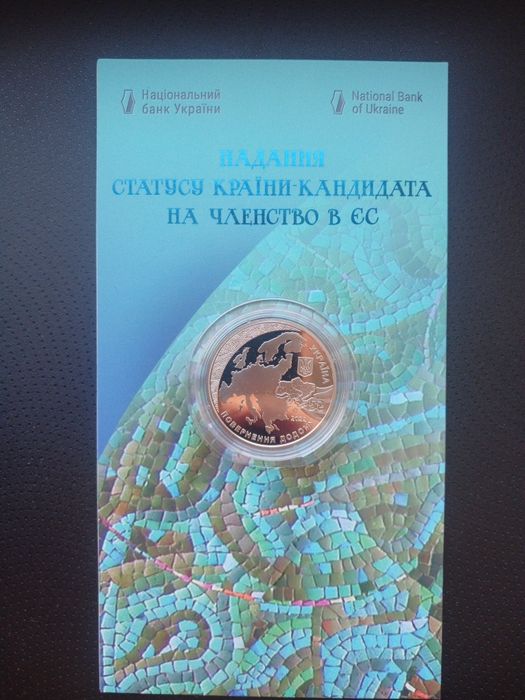 Національний
банк України
National Bank
of Ukraine
НАДАННЯ
СТАТУСУ КРАЇНИ-КАНДИДАТА
НА ЧЛЕНСТВО В ЄС
УКРАЇНА
ПОВЕРНЕННЯ ДОДОМУ